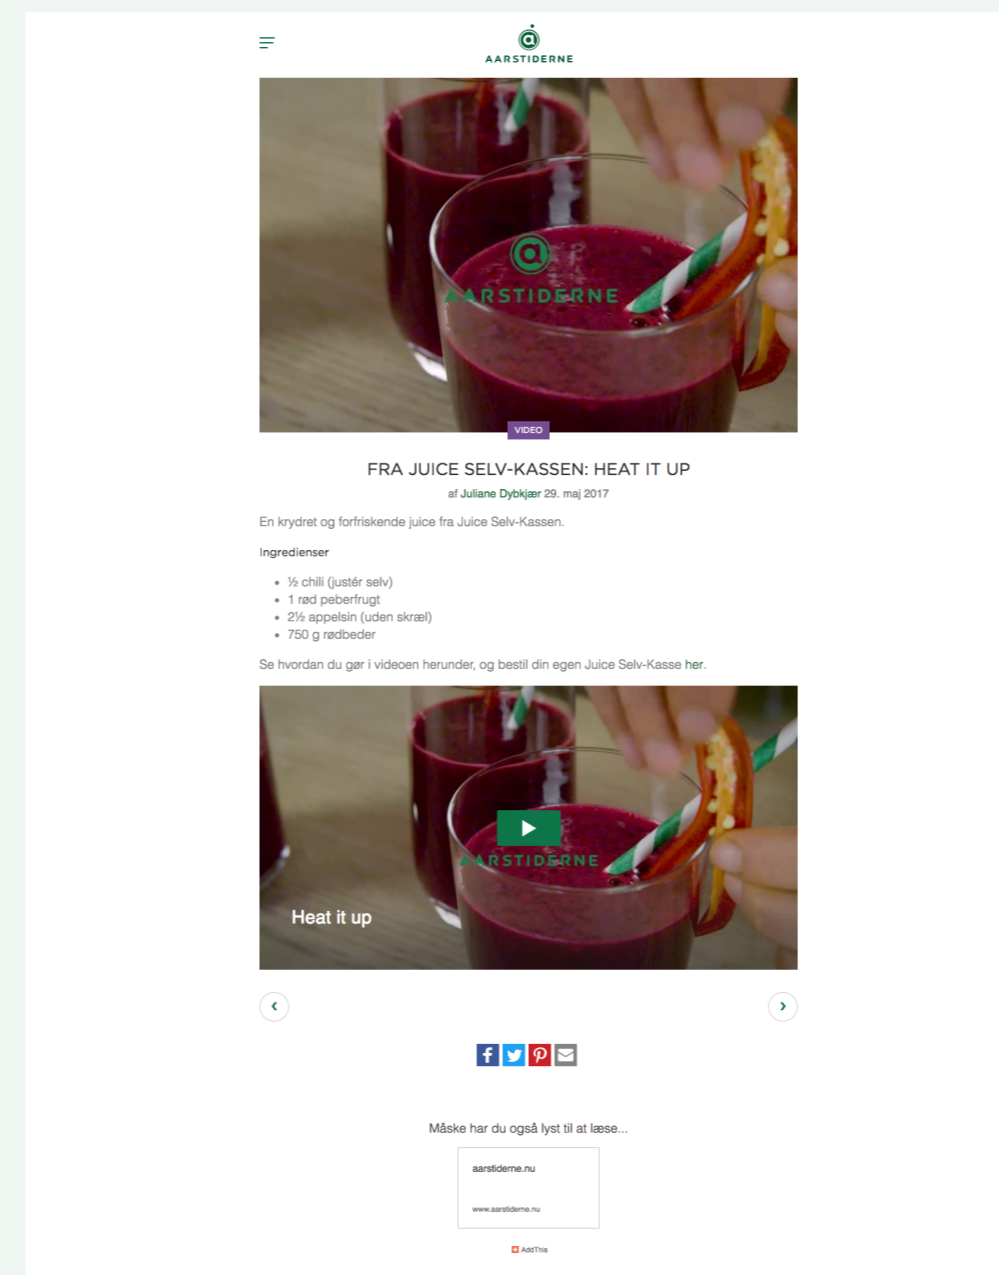 AARSTIDERNE
AARSTIDERNE
VIDEO
FRA JUICE SELV-KASSEN: HEAT IT UP
af Juliane Dybkjær 29. maj 2017
En krydret og forfriskende juice fra Juice Selv-Kassen.
Ingredienser
½ chili (justér selv)
1 rød peberfrugt
2½ appelsin (uden skræl)
750 g rødbeder
Se hvordan du gør i videoen herunder, og bestil din egen Juice Selv-Kasse her.
AARSTIDERNE
Heat it up
Måske har du også lyst til at læse...
aarstiderne.nu
www.aarstiderne.nu
AddThis